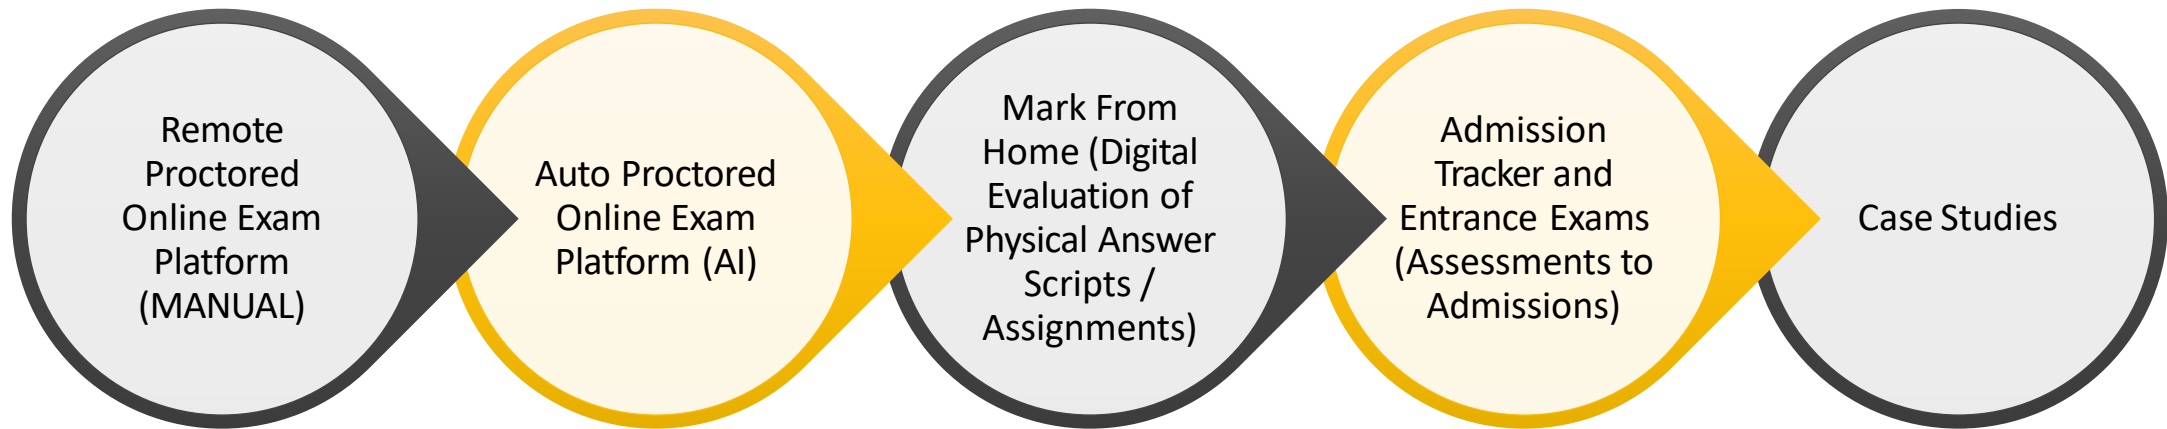 Remote
Proctored
Online Exam
Platform
(MANUAL)
Auto Proctored
Online Exam
Platform (AI)
Mark From
Home (Digital
Evaluation of
Physical Answer
Scripts /
Assignments)
Admission
Tracker and
Entrance Exams
(Assessments to
Admissions)
Case Studies